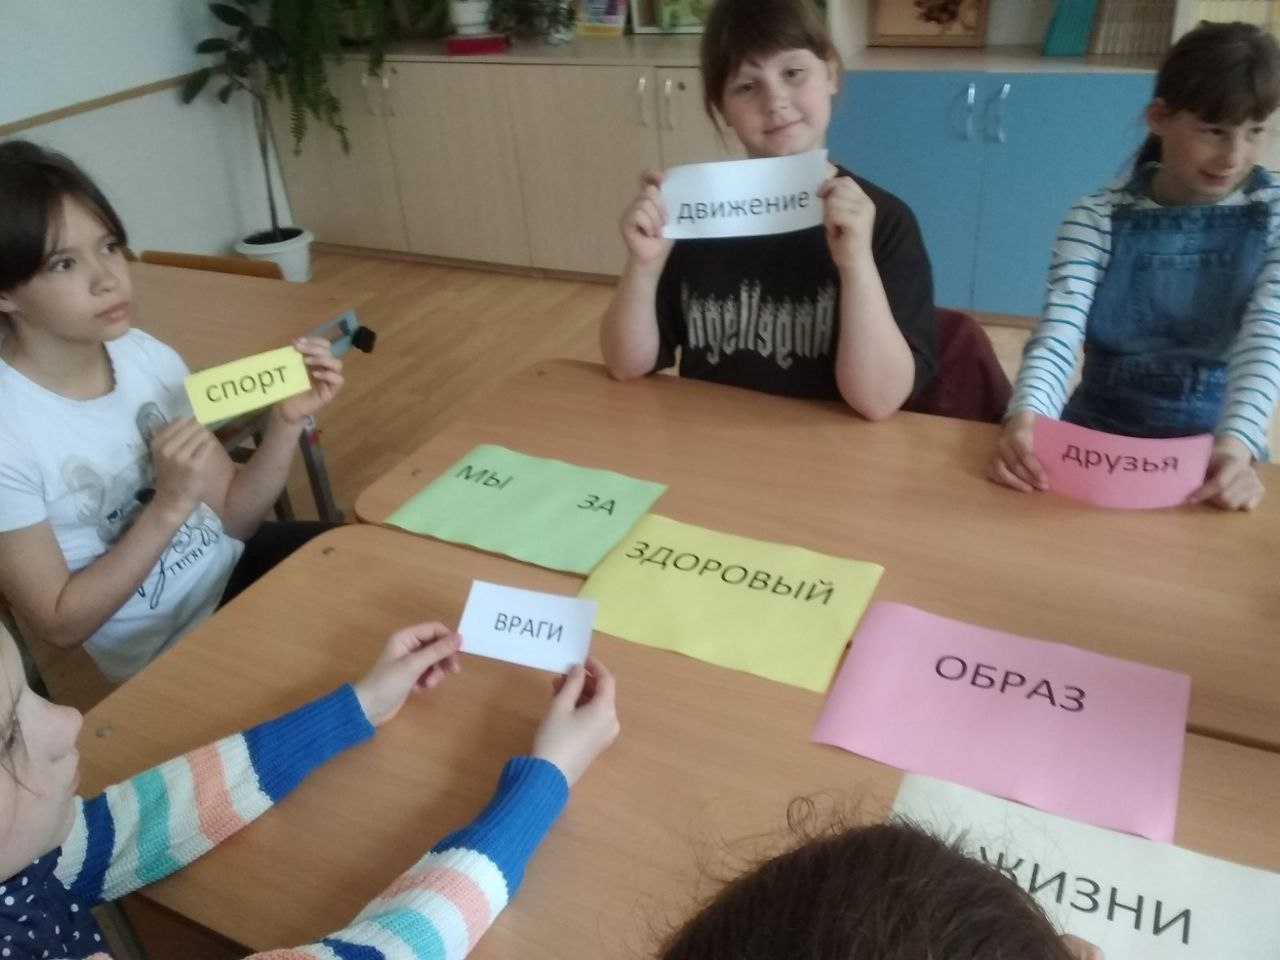 движение
спорт
друзья
МЫ ЗА
ЗДОРОВЫЙ
ВРАГИ
ОБРАЗ
ЖИЗНИ